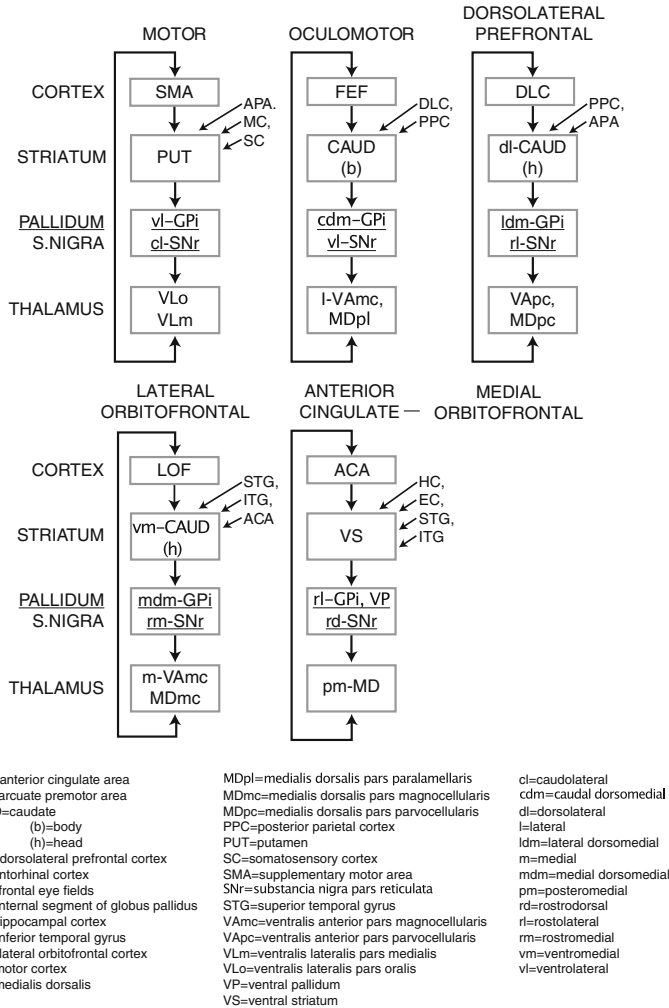 MOTOR
OCULOMOTOR
DORSOLATERAL
PREFRONTAL
CORTEX
SMA
FEF
DLC
APA.
MC,
SC
DLC,
PPC
PPC,
APA
STRIATUM
PUT
CAUD
(b)
dl-CAUD
(h)
PALLIDUM
S.NIGRA
vl–GPi
cl-SNr
cdm-GPi
vl–SNr
ldm-GPi
rl-SNr
THALAMUS
VLo
VLm
l-VAmc,
MDpl
VApc,
MDpc
LATERAL
ORBITOFRONTAL
ANTERIOR
CINGULATE —
MEDIAL
ORBITOFRONTAL
CORTEX
LOF
ACA
STG,
ITG,
ACA
HC,
EC,
STG,
ITG
STRIATUM
vm–CAUD
(h)
VS
PALLIDUM
S.NIGRA
mdm-GPi
rm-SNr
rl–GPi, VP
rd-SNr
THALAMUS
m-VAmc
MDmc
pm-MD
anterior cingulate area
arcuate premotor area
=caudate
(b)=body
(h)=head
dorsolateral prefrontal cortex
ntorhinal cortex
frontal eye fields
nternal segment of globus pallidus
ippocampal cortex
nferior temporal gyrus
lateral orbitofrontal cortex
motor cortex
medialis dorsalis
MDpl=medialis dorsalis pars paralamellaris
MDmc=medialis dorsalis pars magnocellularis
MDpc=medialis dorsalis pars parvocellularis
PPC=posterior parietal cortex
PUT=putamen
SC=somatosensory cortex
SMA=supplementary motor area
SNr=substancia nigra pars reticulata
STG=superior temporal gyrus
VAmc=ventralis anterior pars magnocellularis
VApc=ventralis anterior pars parvocellularis
VLm=ventralis lateralis pars medialis
VLo=ventralis lateralis pars oralis
VP=ventral pallidum
VS=ventral striatum
cl=caudolateral
cdm=caudal dorsomedial
dl=dorsolateral
l=lateral
ldm=lateral dorsomedial
m=medial
mdm=medial dorsomedial
pm=posteromedial
rd=rostrodorsal
rl=rostolateral
rm=rostromedial
vm=ventromedial
vl=ventrolateral